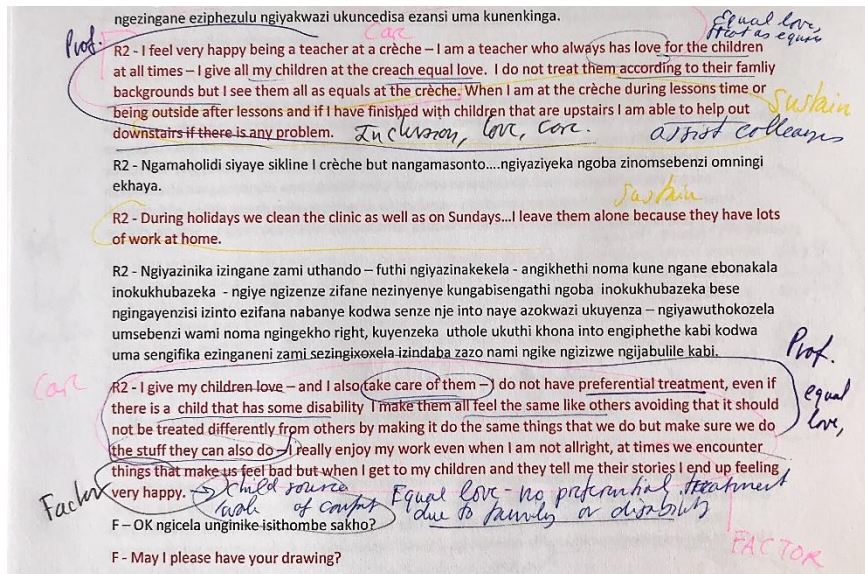 ngezingane eziphezulu ngiyakwazi ukuncedisa ezansi uma kunenkinga.
Care
Equal love,
treat as equals
Prof.
R2 - I feel very happy being a teacher at a crèche – I am a teacher who always has love for the children
at all times – I give all my children at the creach equal love.  I do not treat them according to their famliy
backgrounds but I see them all as equals at the crèche. When I am at the crèche during lessons time or
being outside after lessons and if I have finished with children that are upstairs I am able to help out
Sustain
downstairs if there is any problem.
Inclusion, love, care.
assist colleagues
R2 - Ngamaholidi siyaye sikline I crèche but nangamasonto....ngiyaziyeka ngoba zinomsebenzi omningi
ekhaya.
Sustain
R2 - During holidays we clean the clinic as well as on Sundays...I leave them alone because they have lots
of work at home.
R2 - Ngiyazinika izingane zami uthando – futhi ngiyazinakekela - angikhethi noma kune ngane ebonakala
inokukhubazeka  - ngiye ngizenze zifane nezinyenye kungabisengathi ngoba  inokukhubazeka bese
ngingayenzisi izinto ezifana nabanye kodwa senze nje into naye azokwazi ukuyenza – ngiyawuthokozela
umsebenzi wami noma ngingekho right, kuyenzeka  uthole ukuthi khona into engiphethe kabi kodwa
uma sengifika ezinganeni zami sezingixoxela izindaba zazo nami ngike ngizizwe ngijabulile kabi.
Prof.
equal
love,
Care
R2 - I give my children love – and I also take care of them – I do not have preferential treatment, even if
there is a  child that has some disability  I make them all feel the same like others avoiding that it should
not be treated differently from others by making it do the same things that we do but make sure we do
the stuff they can also do – I really enjoy my work even when I am not allright, at times we encounter
things that make us feel bad but when I get to my children and they tell me their stories I end up feeling
very happy.
Factor
→ Child source
of comfort
Equal love - no preferential treatment
due to family or disability
F – OK ngicela unginike isithombe sakho?
FACTOR
F - May I please have your drawing?